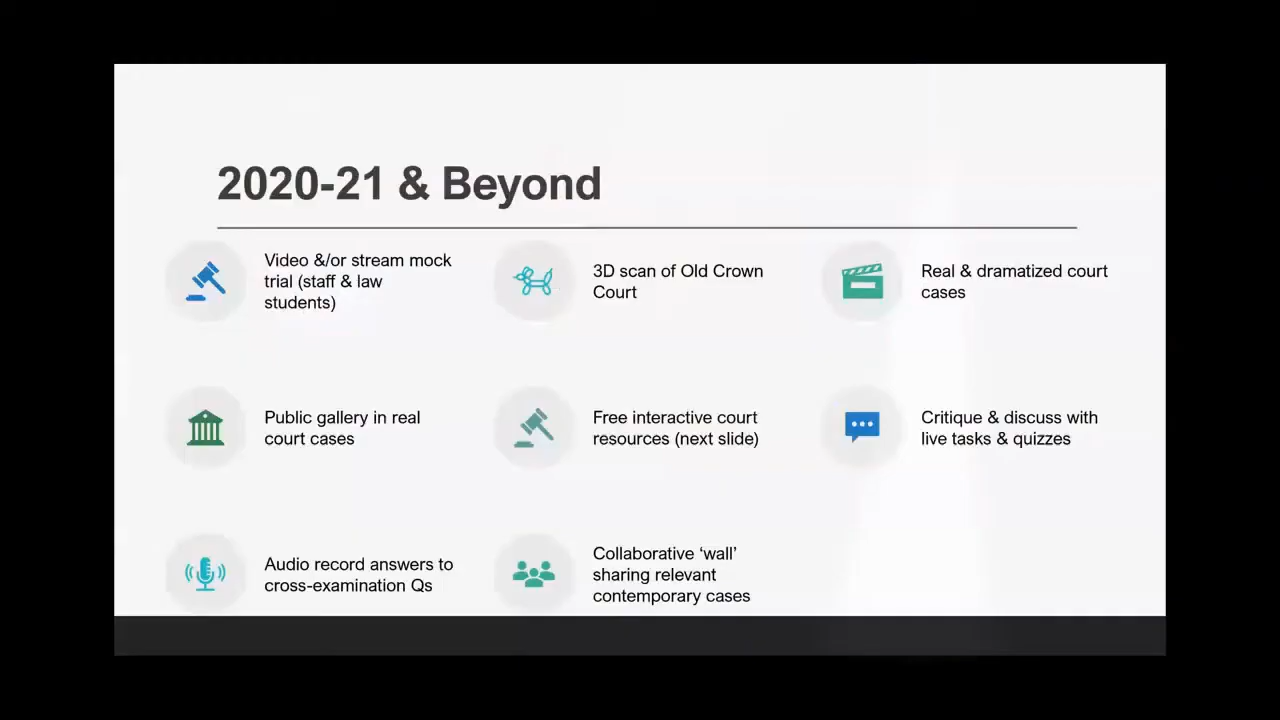 2020-21 & Beyond
Video &/or stream mock
trial (staff & law
students)
3D scan of Old Crown
Court
Real & dramatized court
cases
Public gallery in real
court cases
Free interactive court
resources (next slide)
Critique & discuss with
live tasks & quizzes
Audio record answers to
cross-examination Qs
Collaborative ‘wall’
sharing relevant
contemporary cases